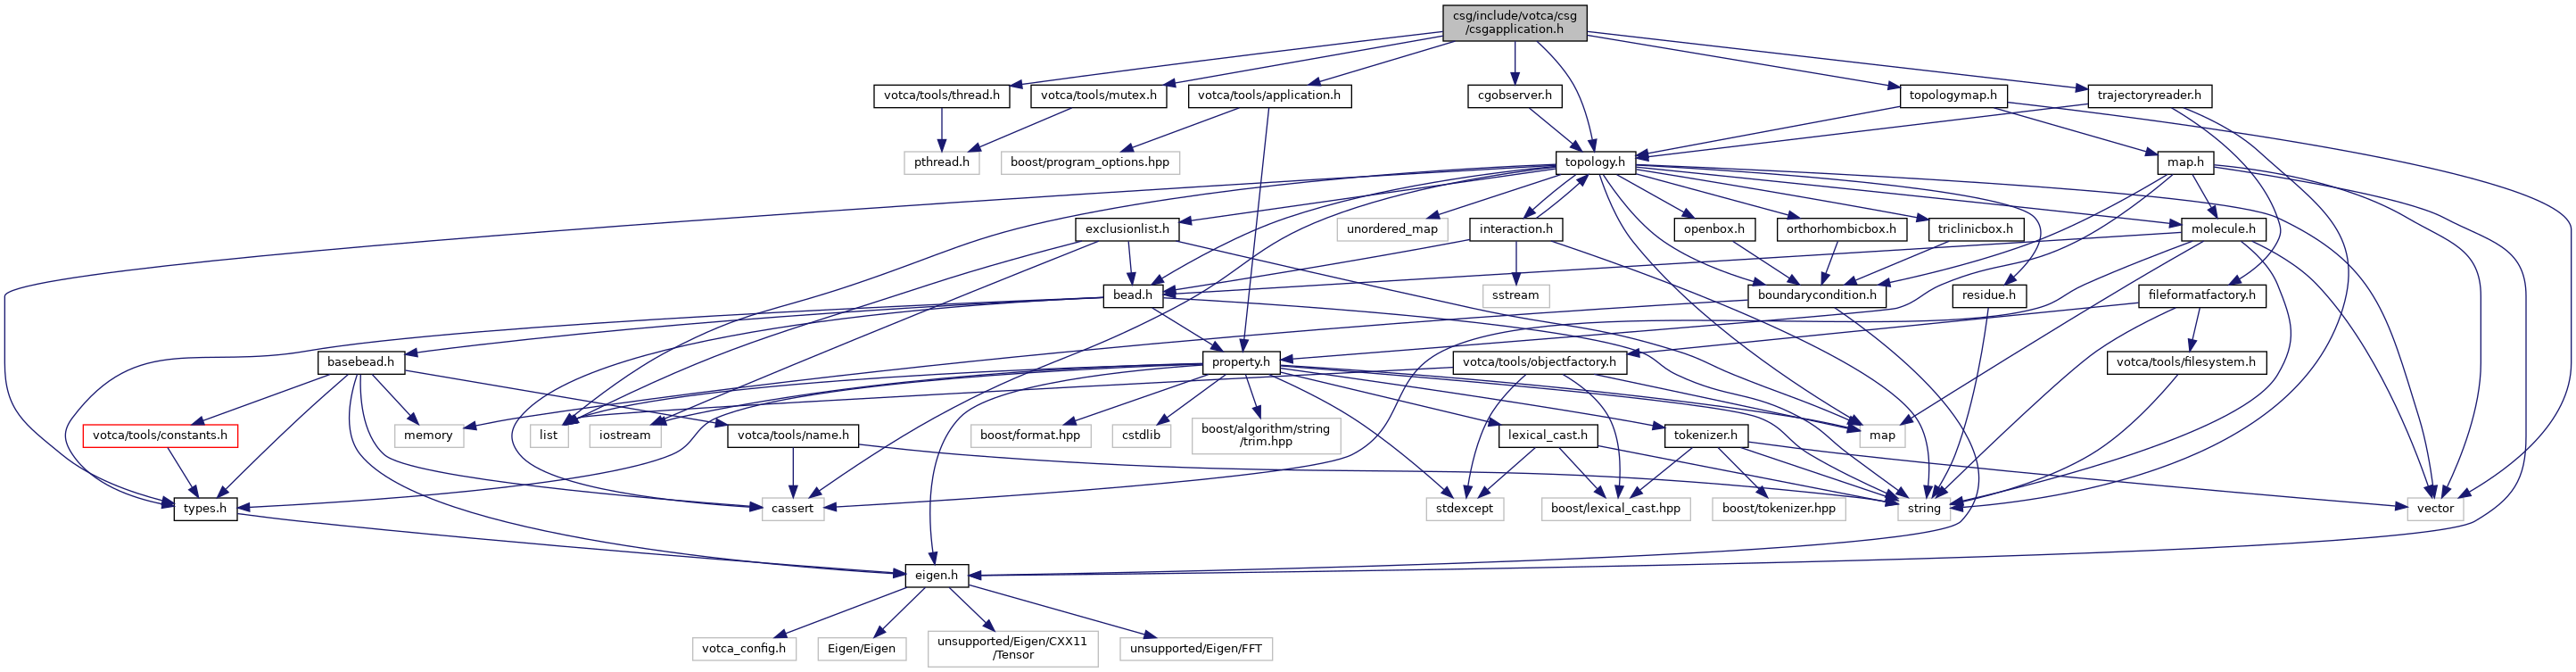 csg/include/votca/csg
/csgapplication.h
votca/tools/thread.h
votca/tools/mutex.h
votca/tools/application.h
cgobserver.h
topologymap.h
trajectoryreader.h
pthread.h
boost/program_options.hpp
topology.h
map.h
exclusionlist.h
unordered_map
interaction.h
openbox.h
orthorhombicbox.h
triclinicbox.h
molecule.h
bead.h
sstream
boundarycondition.h
residue.h
fileformatfactory.h
basebead.h
property.h
votca/tools/objectfactory.h
votca/tools/filesystem.h
votca/tools/constants.h
memory
list
iostream
votca/tools/name.h
boost/format.hpp
cstdlib
boost/algorithm/string
/trim.hpp
lexical_cast.h
tokenizer.h
map
types.h
cassert
stdexcept
boost/lexical_cast.hpp
boost/tokenizer.hpp
string
vector
eigen.h
votca_config.h
Eigen/Eigen
unsupported/Eigen/CXX11
/Tensor
unsupported/Eigen/FFT